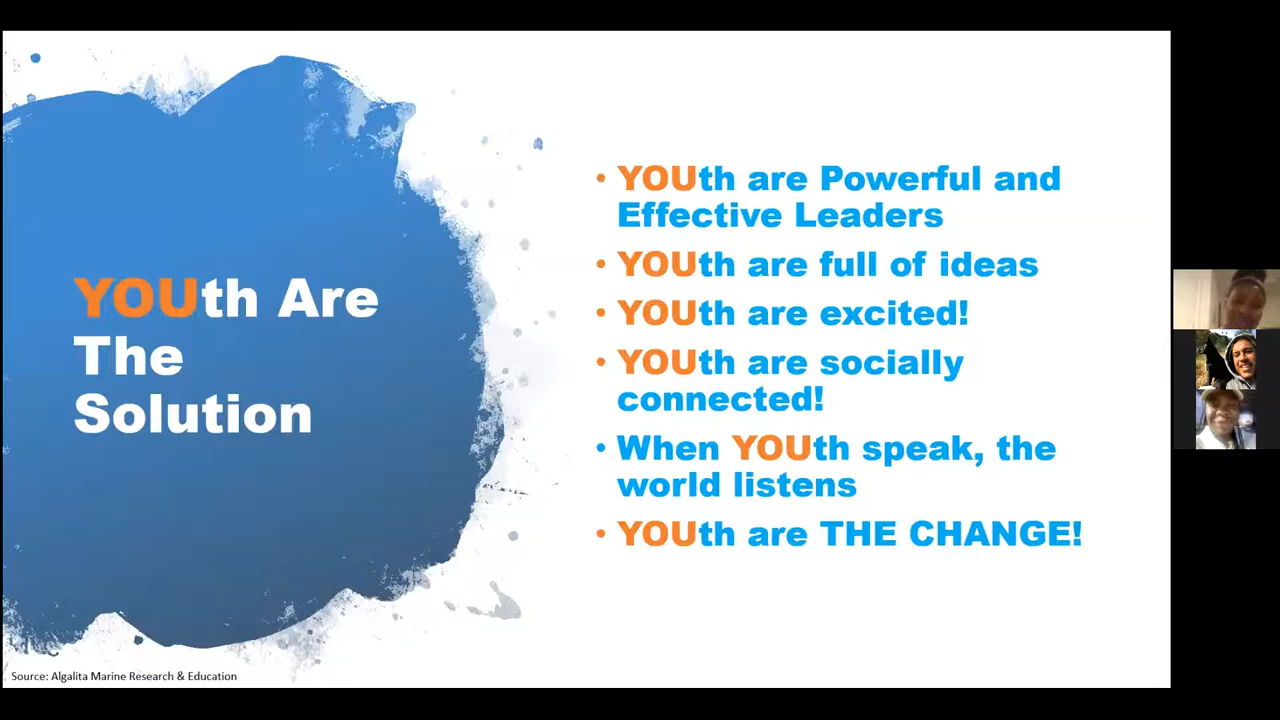 YOUth Are
The
Solution
• YOUth are Powerful and
Effective Leaders
• YOUth are full of ideas
• YOUth are excited!
• YOUth are socially
connected!
• When YOUth speak, the
world listens
• YOUth are THE CHANGE!
Source: Algalita Marine Research & Education